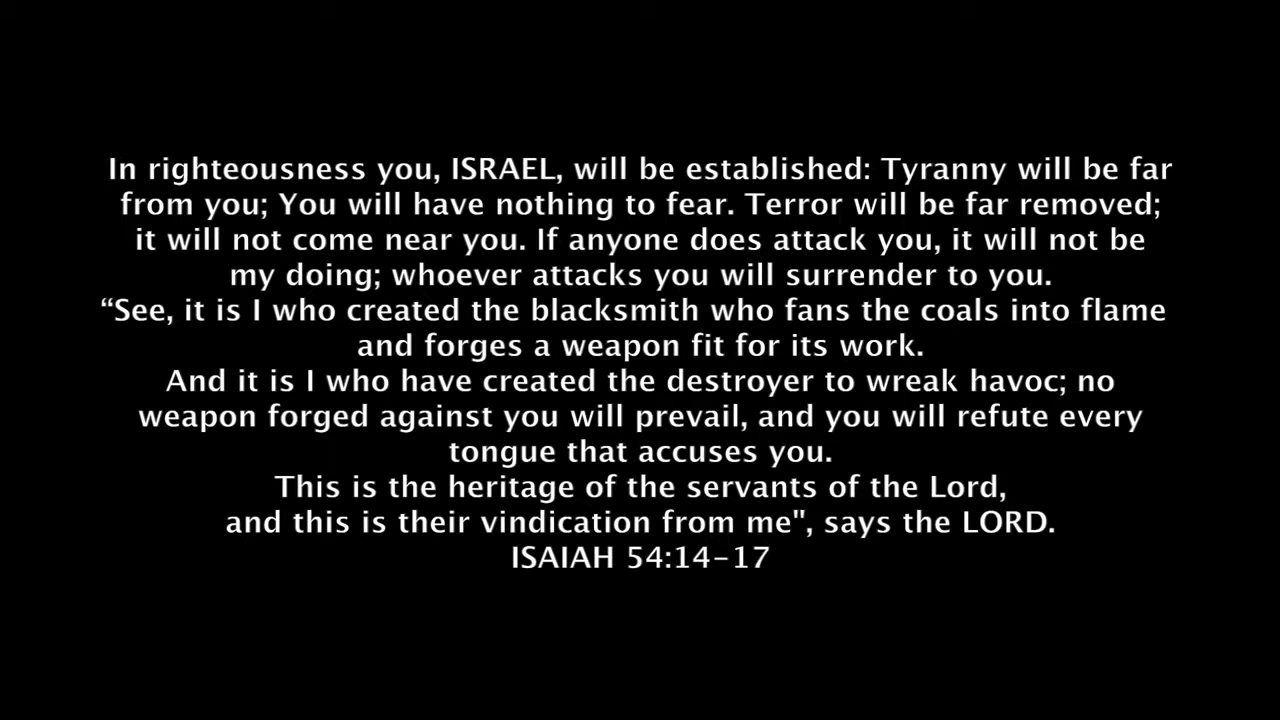 In righteousness you, ISRAEL, will be established: Tyranny will be far
from you; You will have nothing to fear. Terror will be far removed;
it will not come near you. If anyone does attack you, it will not be
my doing; whoever attacks you will surrender to you.
“See, it is I who created the blacksmith who fans the coals into flame
and forges a weapon fit for its work.
And it is I who have created the destroyer to wreak havoc; no
weapon forged against you will prevail, and you will refute every
tongue that accuses you.
This is the heritage of the servants of the Lord,
and this is their vindication from me", says the LORD.
ISAIAH 54:14–17